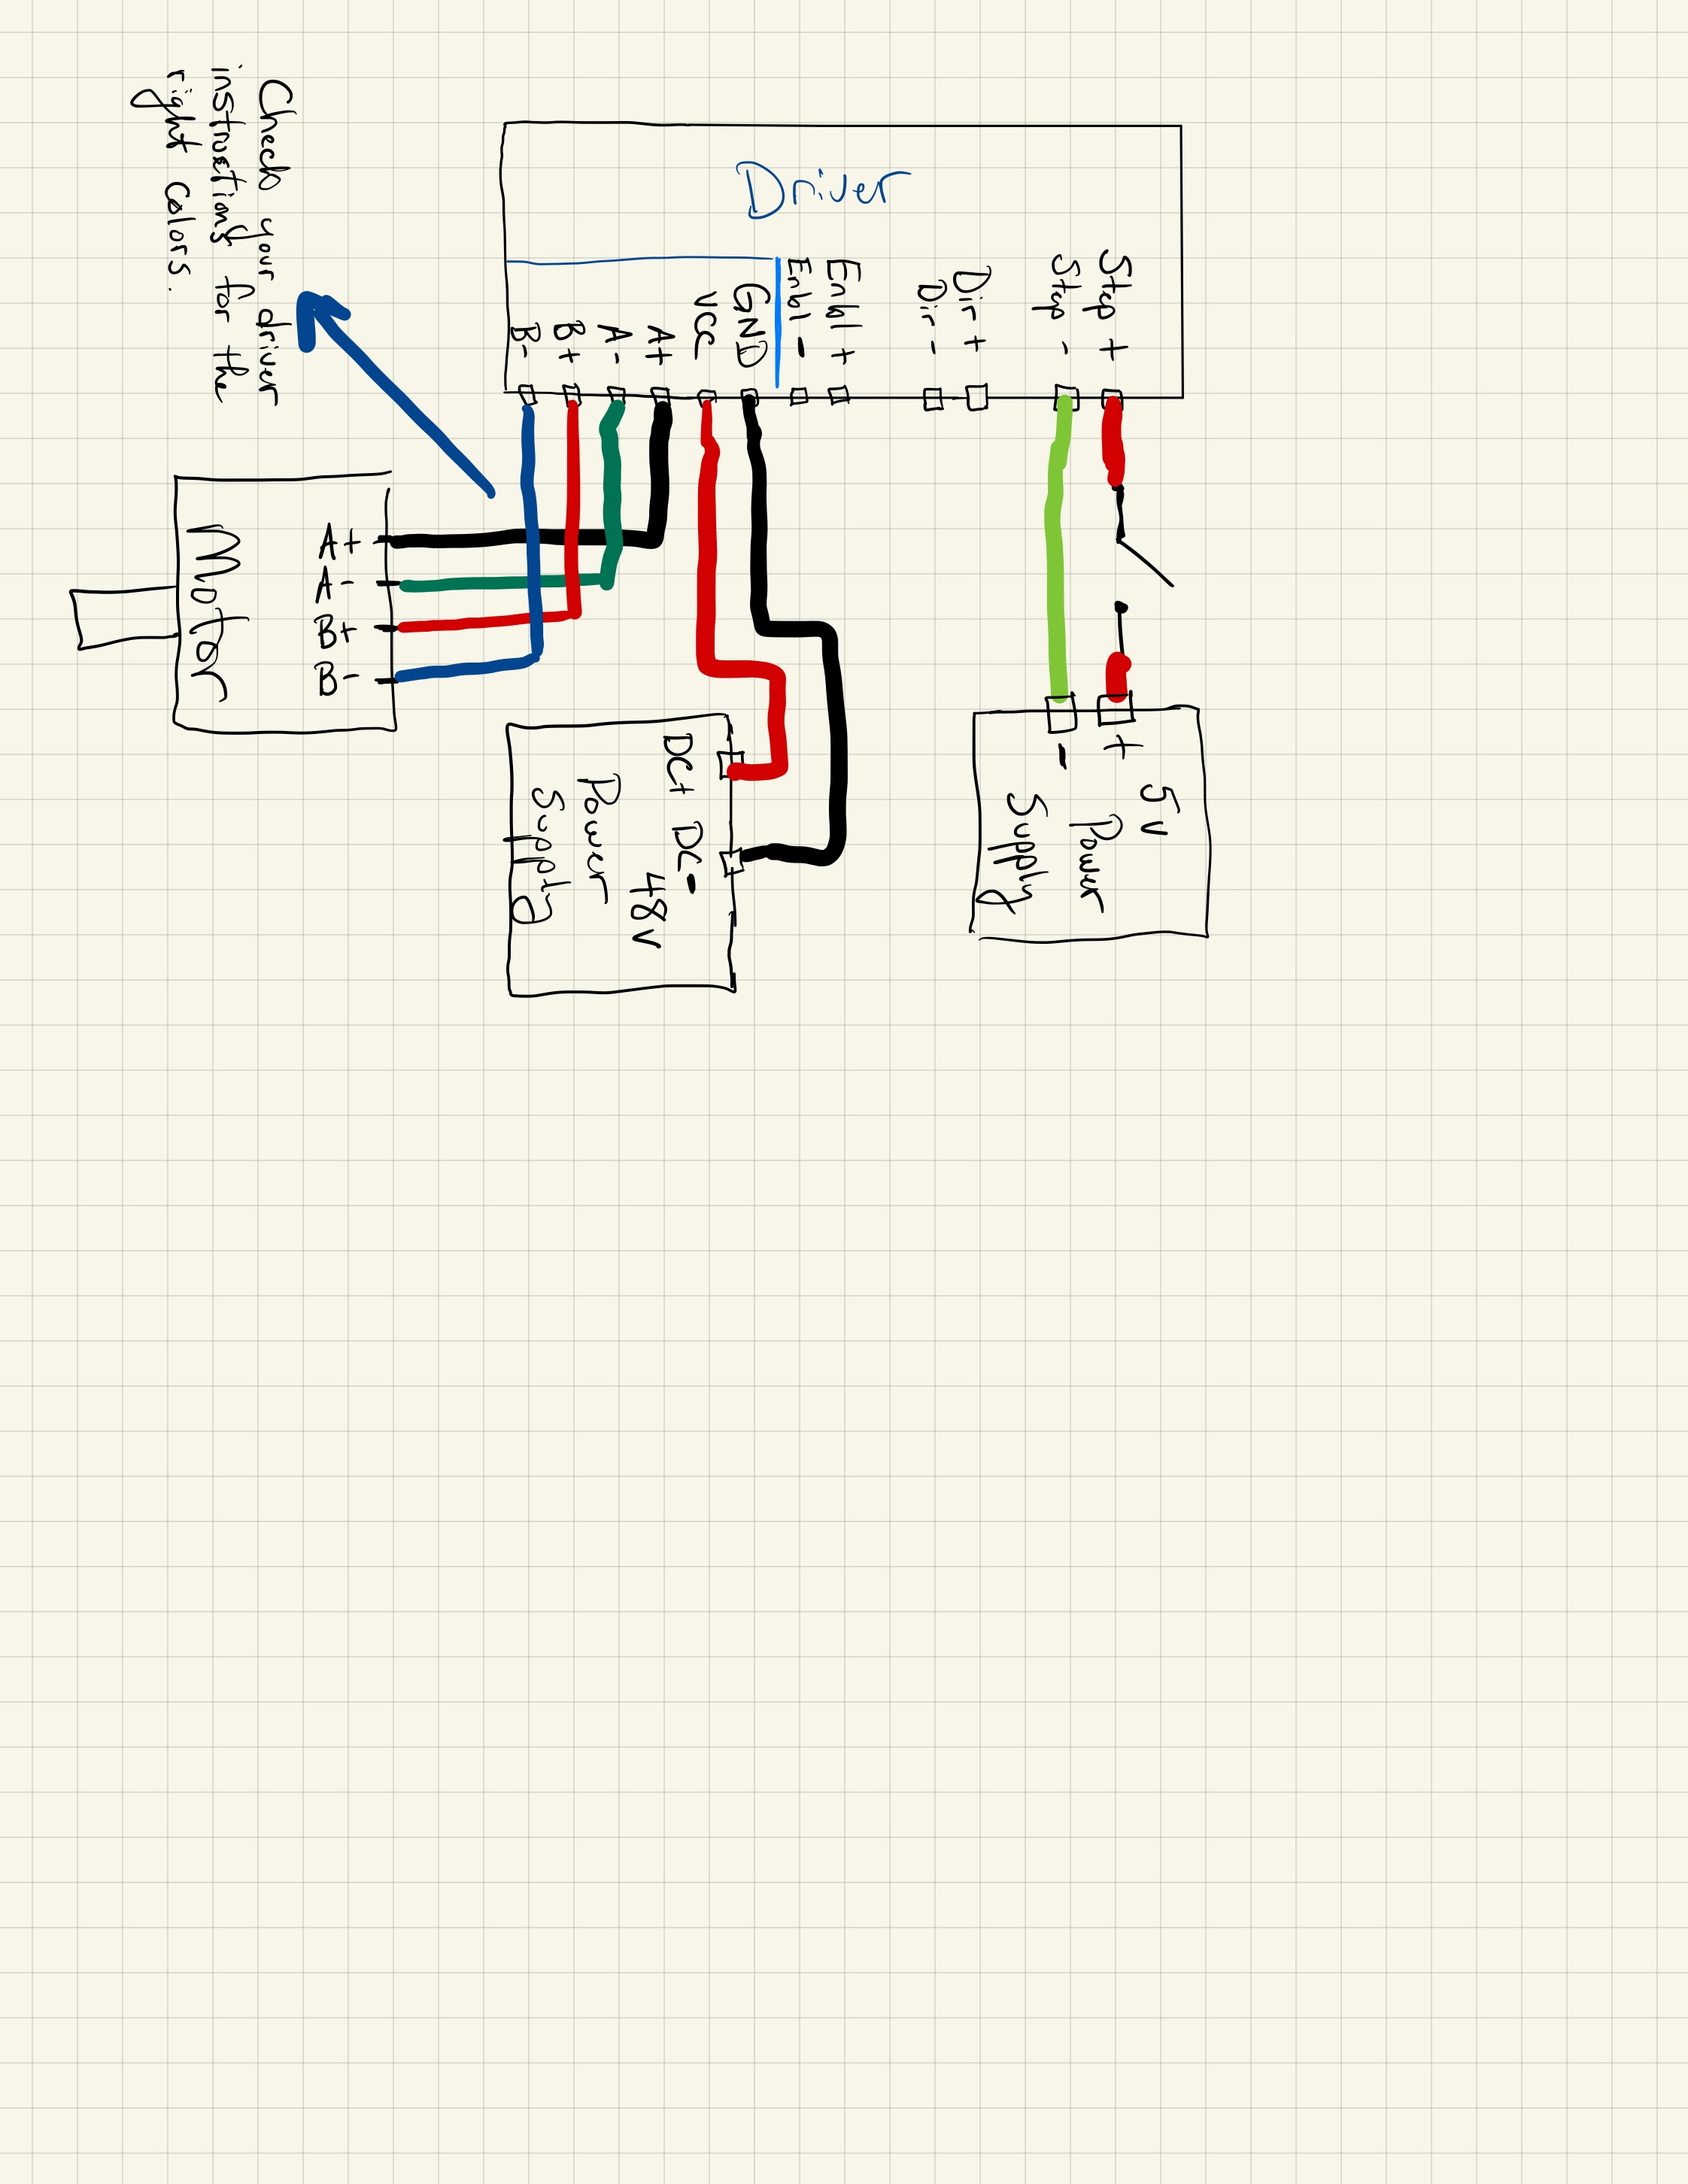 Check your driver
instructions for the
right colors.
Driver
Step +
Step -
Dir +
Dir -
Enbl +
Enbl -
GND
VCC
A+
A-
B+
B-
Motor
A+
A-
B+
B-
DC+ DC-
48v
Power
Supply
+
-
5v
Power
Supply